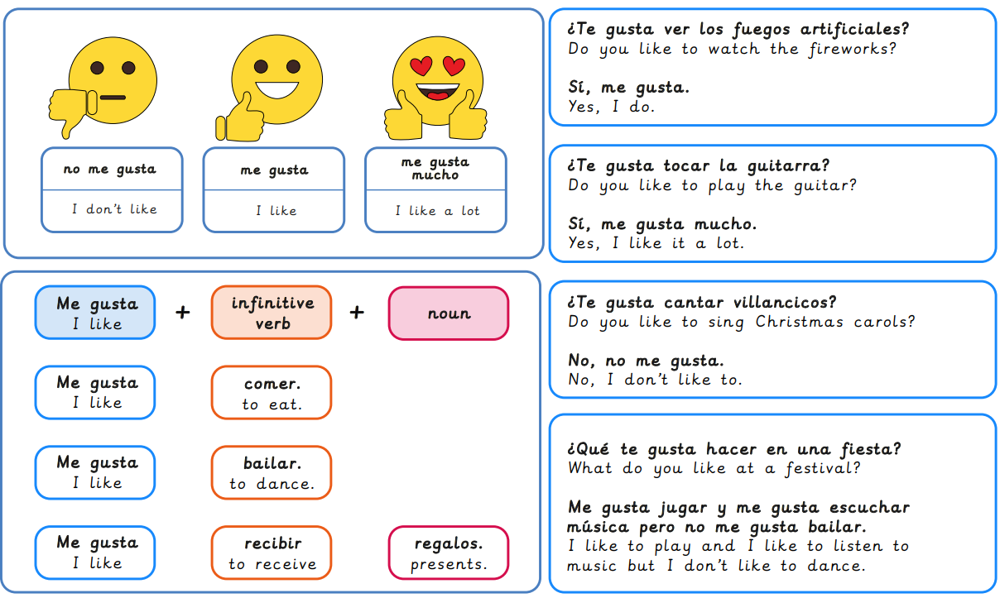 no me gusta
I don't like
me gusta
I like
me gusta
mucho
I like a lot
Me gusta
I like
+
infinitive
verb
+
noun
Me gusta
I like
comer.
to eat.
Me gusta
I like
bailar.
to dance.
Me gusta
I like
recibir
to receive
regalos.
presents.
¿Te gusta ver los fuegos artificiales?
Do you like to watch the fireworks?
Sí, me gusta.
Yes, I do.
¿Te gusta tocar la guitarra?
Do you like to play the guitar?
Sí, me gusta mucho.
Yes, I like it a lot.
¿Te gusta cantar villancicos?
Do you like to sing Christmas carols?
No, no me gusta.
No, I don't like to.
¿Qué te gusta hacer en una fiesta?
What do you like at a festival?
Me gusta jugar y me gusta escuchar
música pero no me gusta bailar.
I like to play and I like to listen to
music but I don't like to dance.